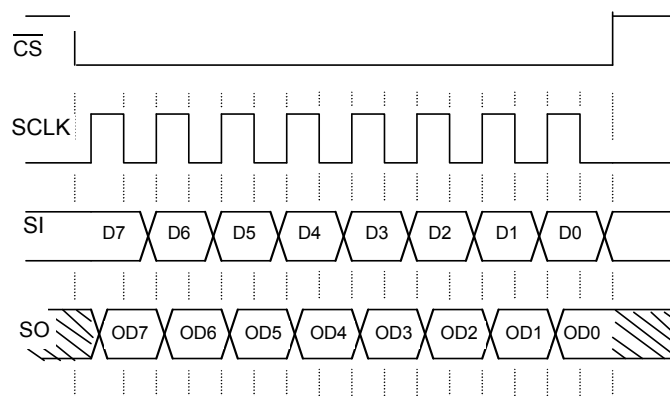 CS
SCLK
SI D7 D6 D5 D4 D3 D2 D1 D0
SO OD7 OD6 OD5 OD4 OD3 OD2 OD1 OD0